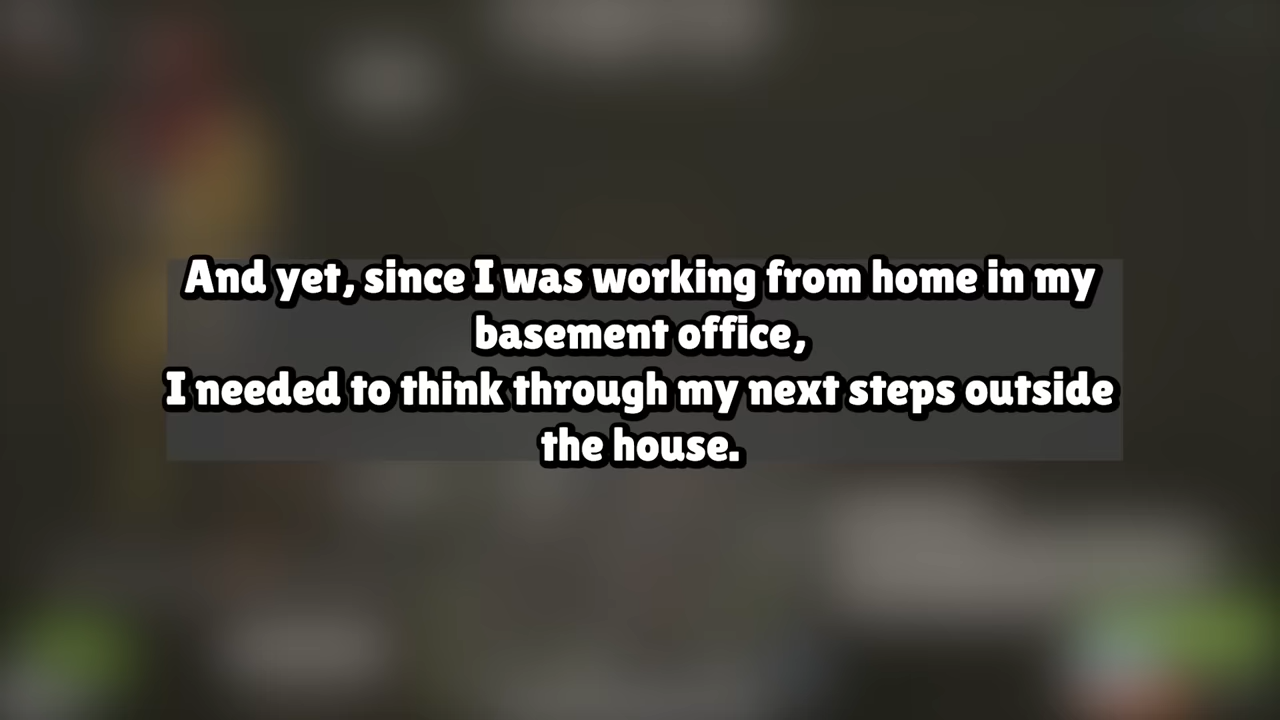 And yet, since I was working from home in my
basement office,
I needed to think through my next steps outside
the house.